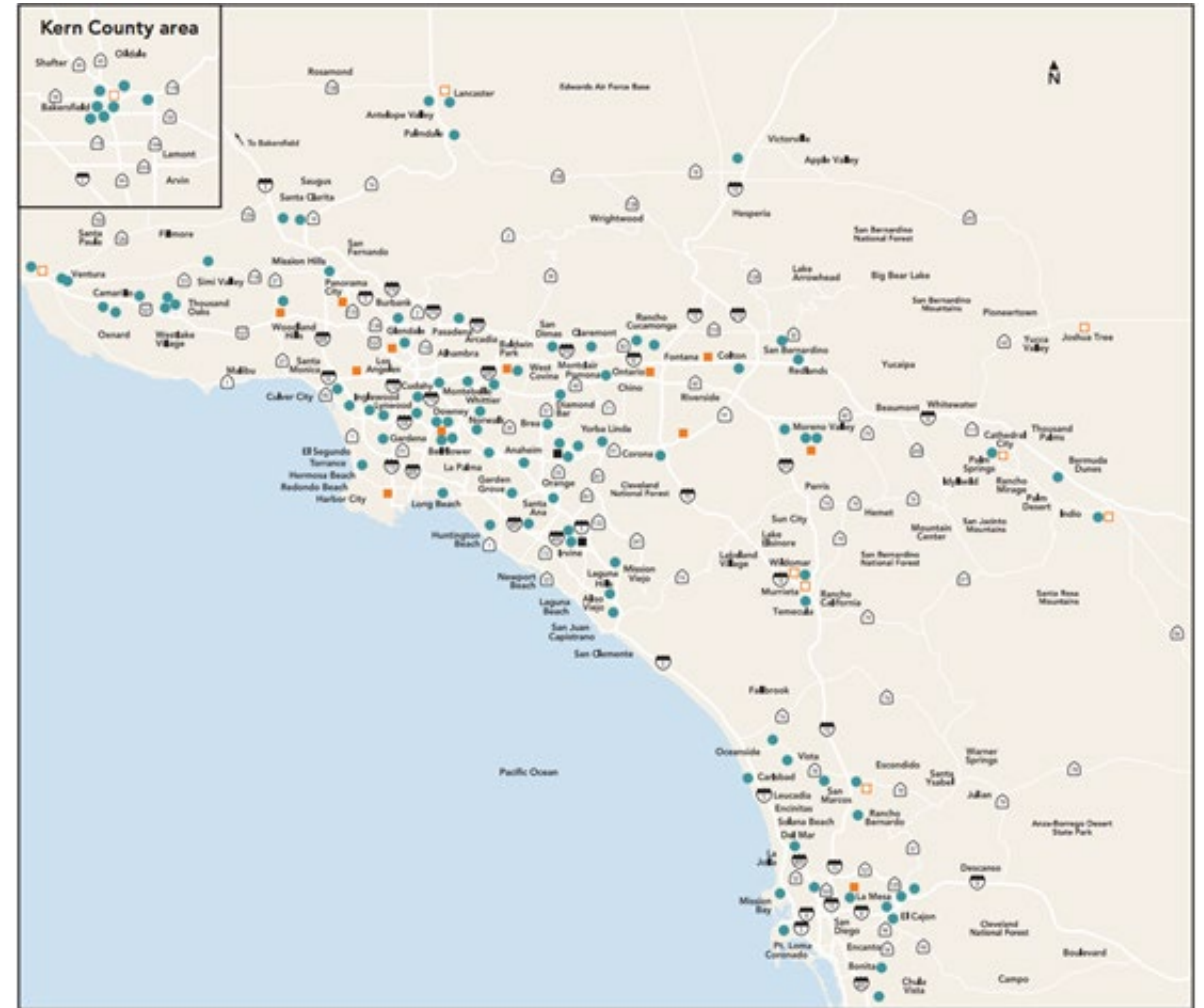 Kern County area
Shafter
Oildale
Bakersfield
Lamont
Arvin
Rosamond
Lancaster
Edwards Air Force Base
N
Antelope Valley
Palmdale
To Bakersfield
Victorville
Apple Valley
Saugus
Santa Clarita
Wrightwood
Hesperia
Santa
Paula
Fillmore
San
Fernando
San Bernardino
National Forest
Mission Hills
Ventura
Simi Valley
Panorama
City
Lake
Arrowhead
Big Bear Lake
Camarillo
Thousand
Oaks
Burbank
San Bernardino
Mountains
Pioneertown
Oxnard
Westlake
Village
Woodland
Hills
Glendale
Pasadena
Arcadia
San
Dimas
Claremont
Rancho
Cucamonga
Joshua Tree
Yucca
Valley
Alhambra
Baldwin
Park
San Bernardino
Santa
Monica
Los
Angeles
West
Covina
Montclair
Pomona
Ontario
Fontana
Colton
Redlands
Yucaipa
Malibu
Cudahy
Montebello
Chino
Culver City
Inglewood
Whittier
Diamond
Bar
Riverside
Lynwood
Downey
Beaumont
Whitewater
Norwalk
Brea
Yorba Linda
Moreno Valley
Cathedral
City
Thousand
Palms
Gardena
El Segundo
Bellflower
Anaheim
Corona
Palm
Springs
Bermuda
Dunes
Torrance
La Palma
Hermosa Beach
Redondo Beach
Harbor City
Garden
Grove
Orange
Cleveland
National Forest
Perris
Idyllwild
Rancho
Mirage
Palm
Desert
Long Beach
Santa
Ana
Sun City
Hemet
Indio
Mountain
Center
San Jacinto
Mountains
Huntington
Beach
Irvine
Lake
Elsinore
Lakeland
Village
Wildomar
San Bernardino
National Forest
Newport
Beach
Laguna
Hills
Mission
Viejo
Murrieta
Rancho
California
Santa Rosa
Mountains
Laguna
Beach
Aliso
Viejo
Temecula
San Juan
Capistrano
San Clemente
Fallbrook
Oceanside
Vista
Warner
Springs
Pacific Ocean
Carlsbad
Escondido
Santa
Ysabel
Leucadia
San
Marcos
Julian
Encinitas
Solana Beach
Rancho
Bernardo
Anza-Borrego Desert
State Park
Del Mar
La
Jolla
Descanso
Mission
Bay
La Mesa
El Cajon
San
Diego
Cleveland
National Forest
Pt. Loma
Coronado
Encanto
Boulevard
Bonita
Campo
Chula
Vista